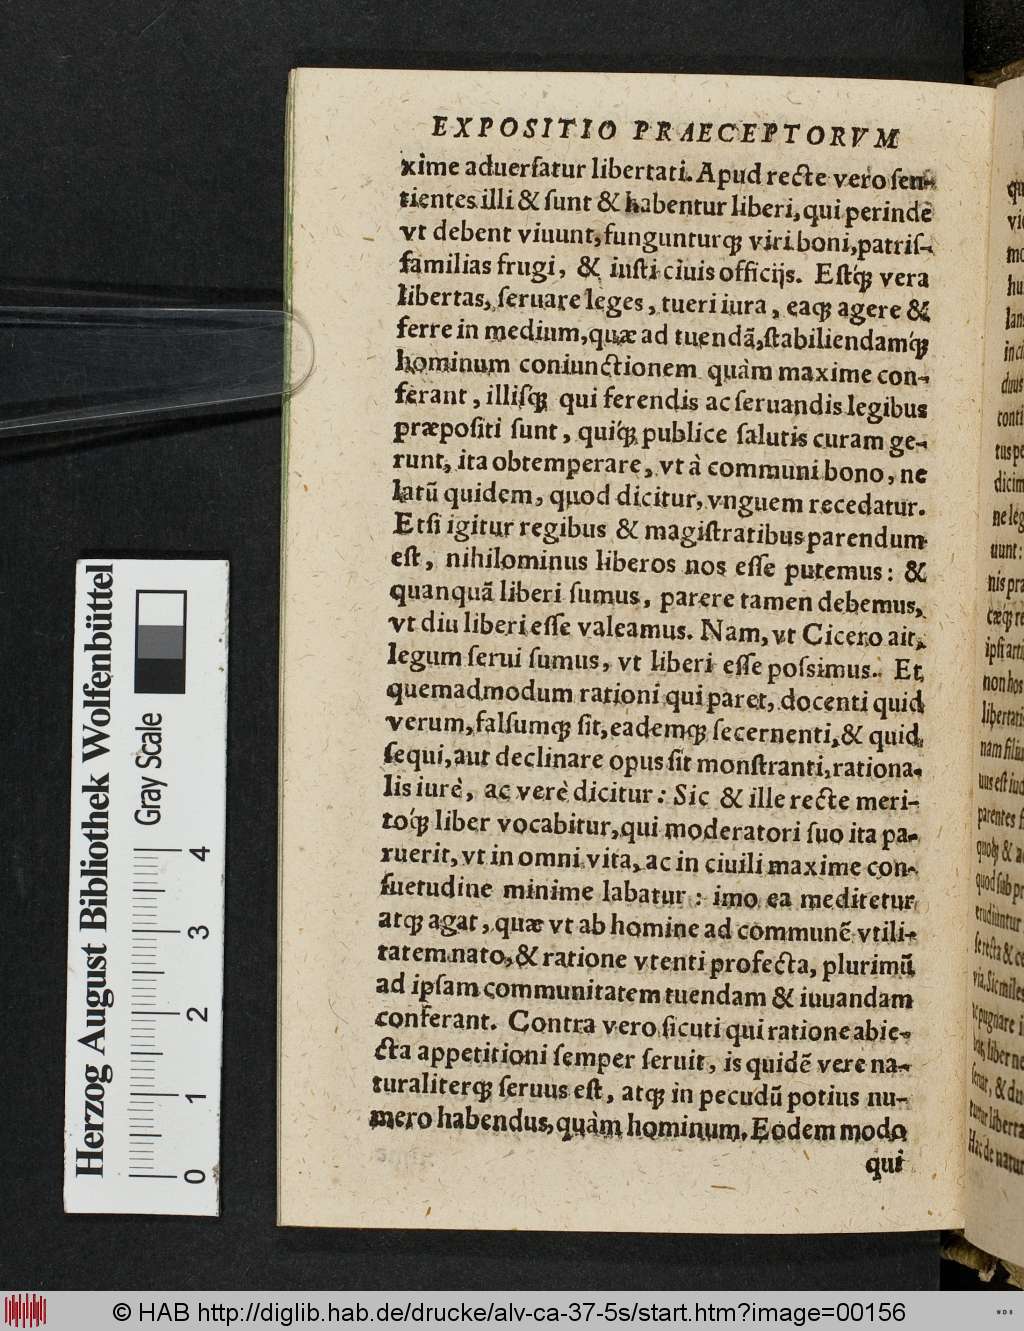 EXPOSITIO PRAECEPTORVM
xime aduerſatur libertati. Apud recte vero ſen-
tientes illi & ſunt & habentur liberi, qui perinde
vt debent viuunt, fungunturq́ꝫ viri boni, patriſ-
familias frugi, & iuſti ciuis officijs. Eſtq́ꝫ vera
libertas, ſeruare leges, tueri iura, eaqꝫ agere &
ferre in medium, quæ ad tuendã, ſtabiliendamq́ꝫ
hominum coniunctionem quàm maxime con-
ferant, illiſqꝫ qui ferendis ac ſeruandis legibus
præpoſiti ſunt, quiq́ꝫ publice ſalutis curam ge-
runt, ita obtemperare, vt à communi bono, ne
latũ quidem, quod dicitur, vnguem recedatur.
Etſi igitur regibus & magiſtratibus parendum
eſt, nihilominus liberos nos eſſe putemus: &
quanquã liberi ſumus, parere tamen debemus,
vt diu liberi eſſe valeamus. Nam, vt Cicero ait,
legum ſerui ſumus, vt liberi eſſe poſsimus. Et
quemadmodum rationi qui paret, docenti quid
verum, falſumqꝫ ſit, eademqꝫ ſecernenti, & quid
ſequi, aut declinare opus ſit monſtranti, rationa-
lis iurè, ac verè dicitur: Sic & ille recte meri-
toq́ꝫ liber vocabitur, qui moderatori ſuo ita pa-
ruerit, vt in omni vita, ac in ciuili maxime con-
ſuetudine minime labatur: imo ea meditetur
atqꝫ agat, quæ vt ab homine ad communẽ vtili-
tatem nato, & ratione vtenti profecta, plurimũ
ad ipſam communitatem tuendam & iuuandam
conferant. Contra vero ſicuti qui ratione abie-
cta appetitioni ſemper ſeruit, is quidẽ vere na-
turaliterqꝫ ſeruus eſt, atqꝫ in pecudũ potius nu-
mero habendus, quàm hominum. Eodem modo
qui
Herzog August Bibliothek Wolfenbüttel
Gray Scale
0 1 2 3 4
© HAB http://diglib.hab.de/drucke/alv-ca-37-5s/start.htm?image=00156